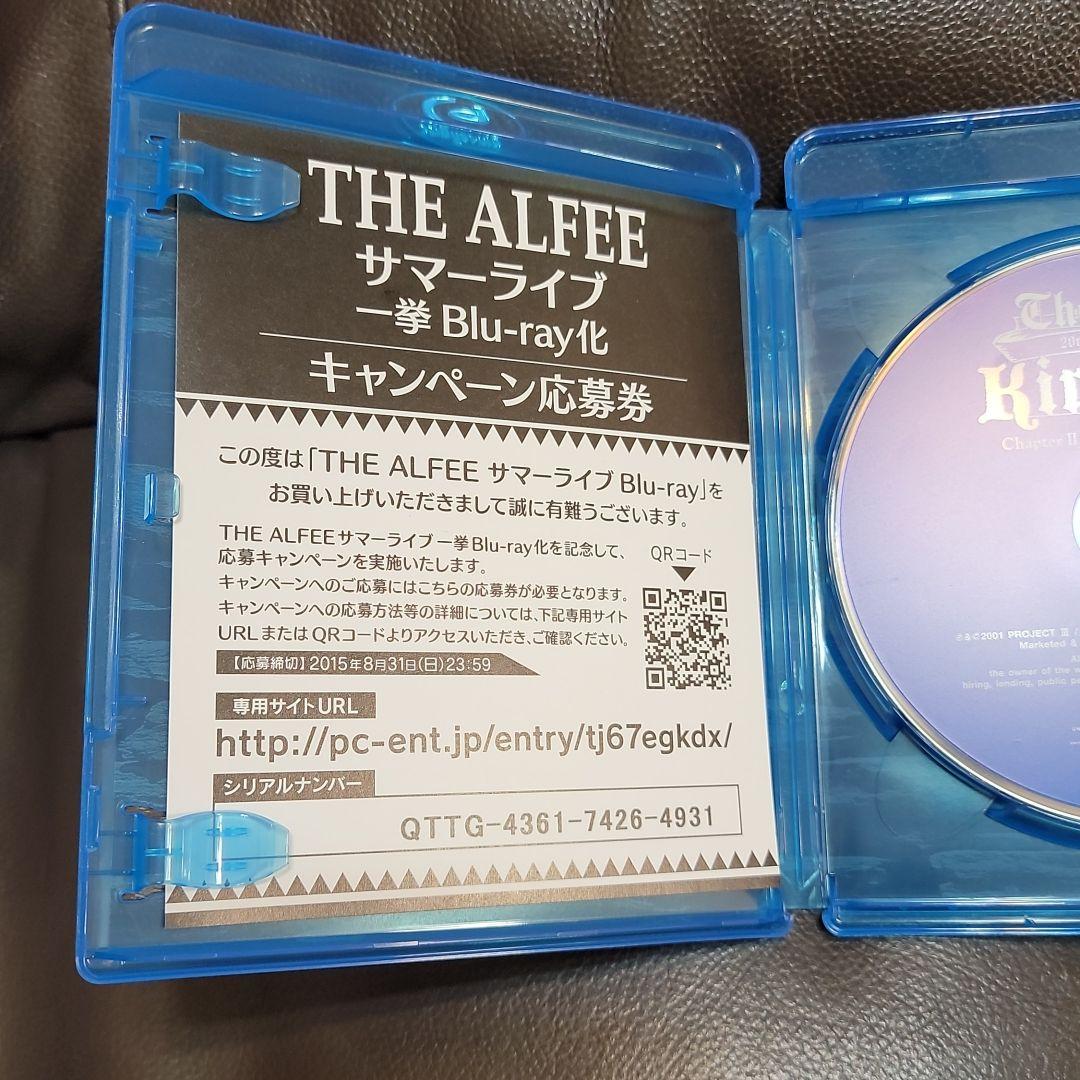 THE ALFEE
サマーライブ
一挙 Blu-ray化
キャンペーン応募券
この度は「THE ALFEE サマーライブ Blu-ray」を
お買い上げいただきまして誠に有難うございます。
THE ALFEEサマーライブ一挙Blu-ray化を記念して、
応募キャンペーンを実施いたします。
キャンペーンへのご応募にはこちらの応募券が必要となります。
キャンペーンへの応募方法等の詳細については、下記専用サイト
URLまたはQRコードよりアクセスいただき、ご確認ください。
QRコード
【応募締切】2015年8月31日(日)23:59
専用サイトURL
http://pc-ent.jp/entry/tj67egkdx/
シリアルナンバー
QTTG-4361-7426-4931
Chapter II
℗&©2001 PROJECT III
Marketed &
the owner of the
hiring, lending, public